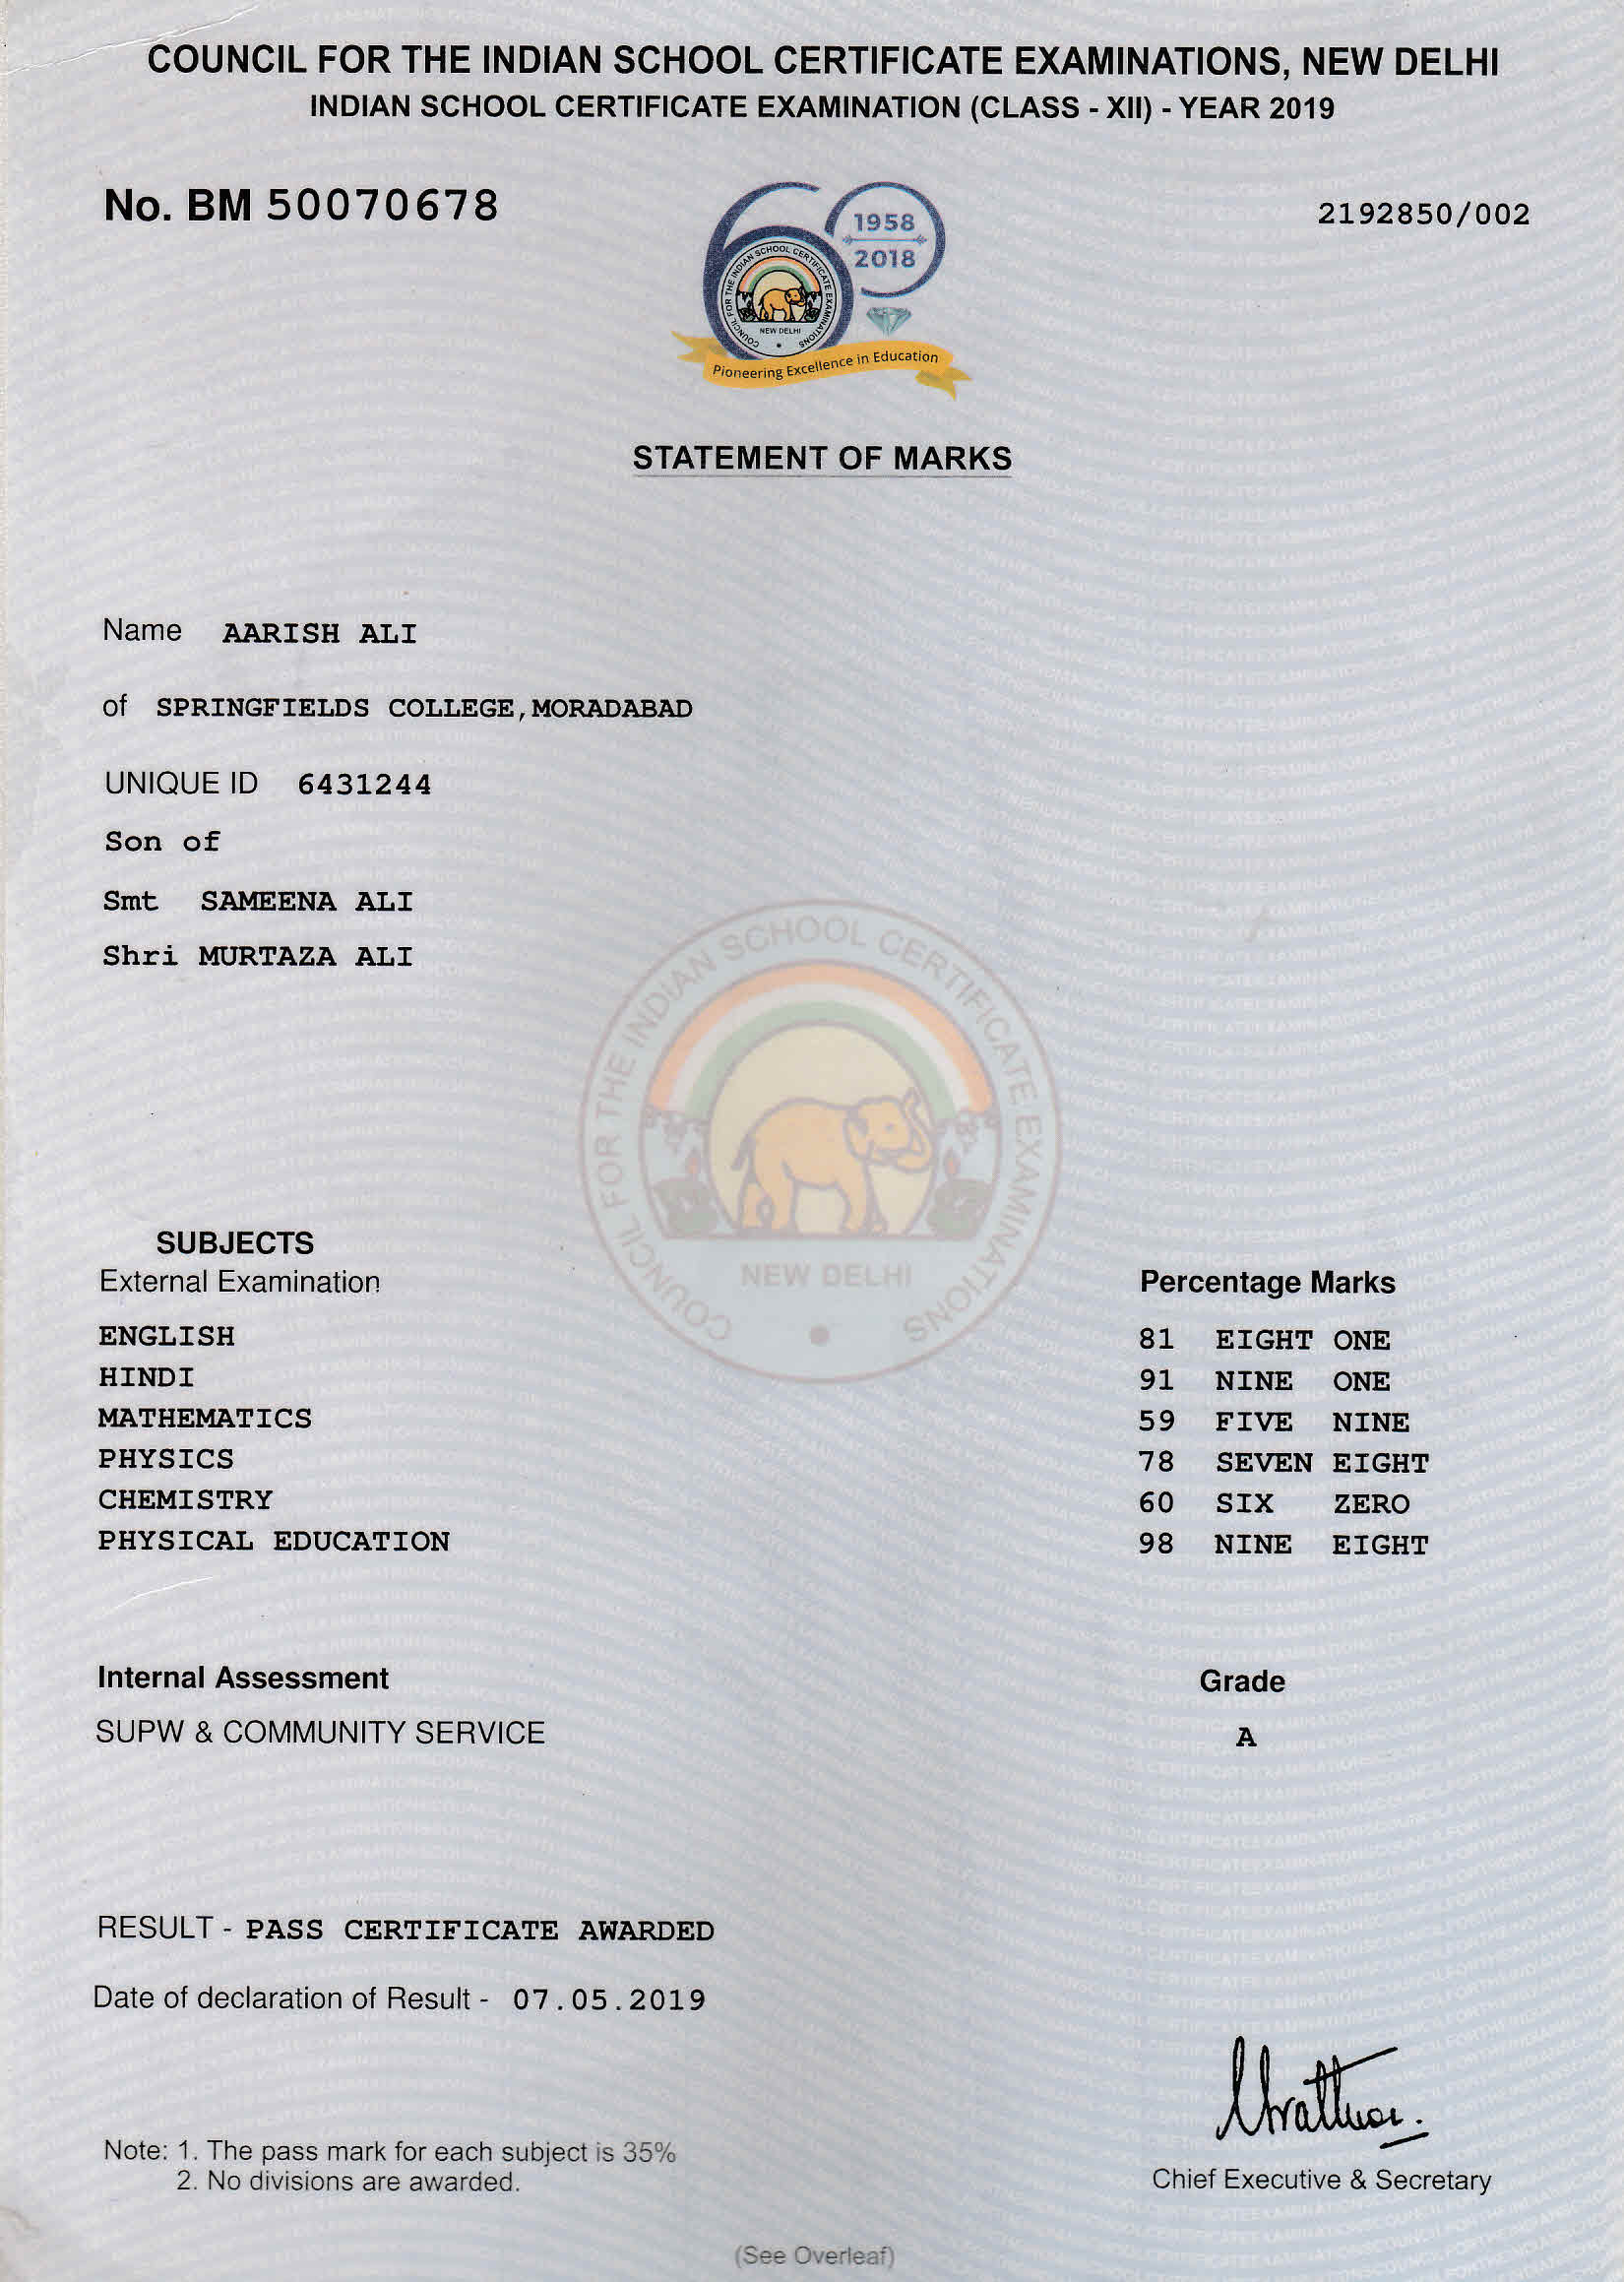 COUNCIL FOR THE INDIAN SCHOOL CERTIFICATE EXAMINATIONS, NEW DELHI
INDIAN SCHOOL CERTIFICATE EXAMINATION (CLASS - XII) - YEAR 2019
No. BM 50070678
2192850/002
1958
2018
COUNCIL FOR THE INDIAN SCHOOL CERTIFICATE EXAMINATIONS
NEW DELHI
Pioneering Excellence in Education
STATEMENT OF MARKS
Name AARISH ALI
of SPRINGFIELDS COLLEGE,MORADABAD
UNIQUE ID 6431244
Son of
Smt SAMEENA ALI
Shri MURTAZA ALI
COUNCIL FOR THE INDIAN SCHOOL CERTIFICATE EXAMINATIONS
NEW DELHI
SUBJECTS
External Examination Percentage Marks
ENGLISH 81 EIGHT ONE
HINDI 91 NINE ONE
MATHEMATICS 59 FIVE NINE
PHYSICS 78 SEVEN EIGHT
CHEMISTRY 60 SIX ZERO
PHYSICAL EDUCATION 98 NINE EIGHT
Internal Assessment Grade
SUPW & COMMUNITY SERVICE A
RESULT - PASS CERTIFICATE AWARDED
Date of declaration of Result - 07.05.2019
Note: 1. The pass mark for each subject is 35%
2. No divisions are awarded.
Chief Executive & Secretary
(See Overleaf)